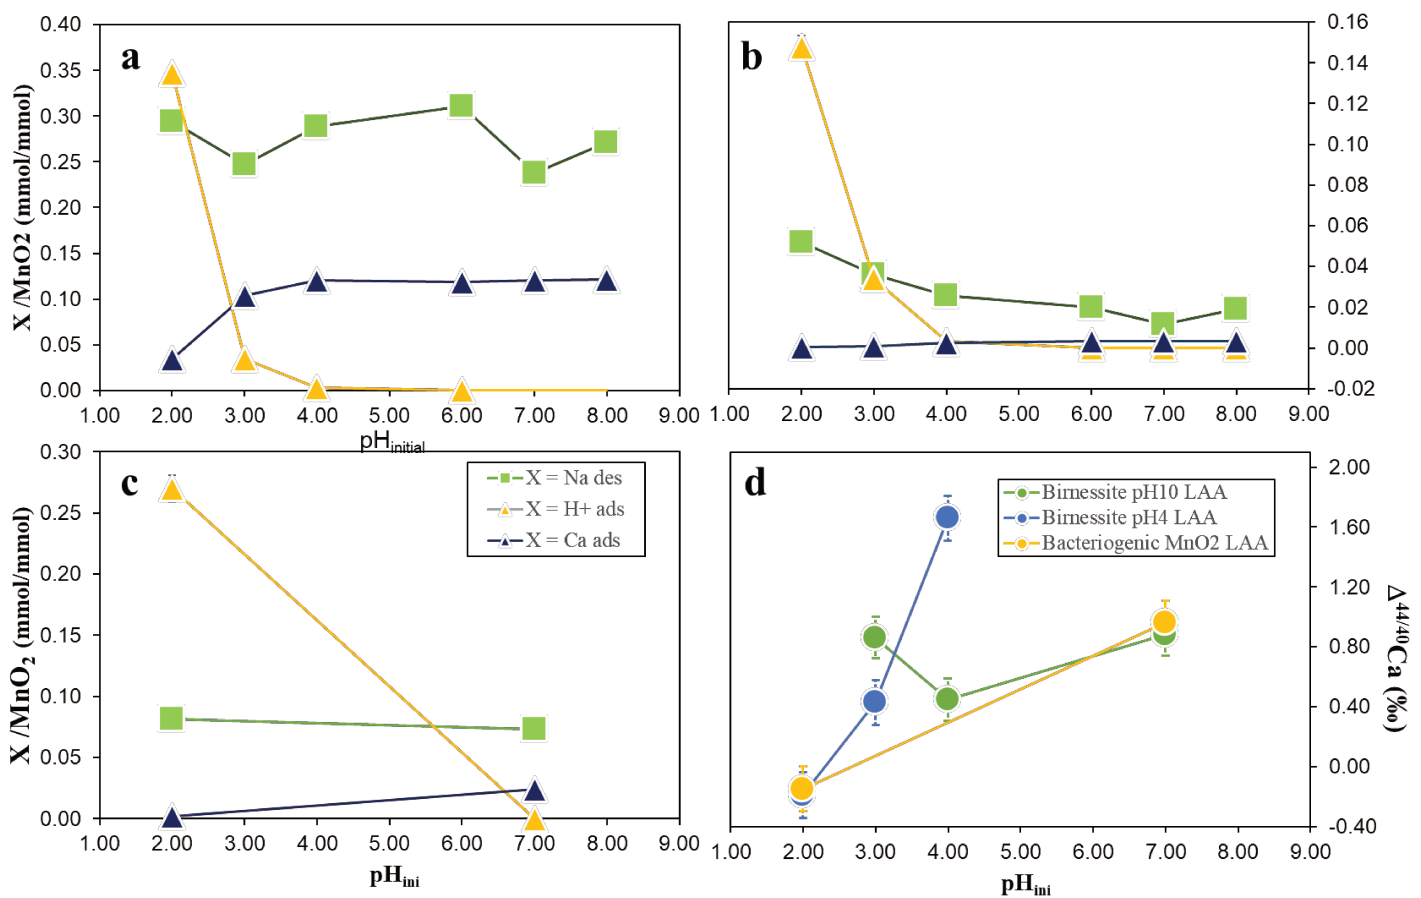 a
0.40
0.35
0.30
0.25
0.20
0.15
0.10
0.05
0.00
X /MnO2 (mmol/mmol)
1.00 2.00 3.00 4.00 5.00 6.00 7.00 8.00 9.00
pHinitial
b
0.16
0.14
0.12
0.10
0.08
0.06
0.04
0.02
0.00
-0.02
1.00 2.00 3.00 4.00 5.00 6.00 7.00 8.00 9.00
c
0.30
0.25
0.20
0.15
0.10
0.05
0.00
X /MnO2 (mmol/mmol)
X = Na des
X = H+ ads
X = Ca ads
1.00 2.00 3.00 4.00 5.00 6.00 7.00 8.00 9.00
pHini
d
Birnessite pH10 LAA
Birnessite pH4 LAA
Bacteriogenic MnO2 LAA
2.00
1.60
1.20
0.80
0.40
0.00
-0.40
Δ44/40Ca (‰)
1.00 2.00 3.00 4.00 5.00 6.00 7.00 8.00 9.00
pHini